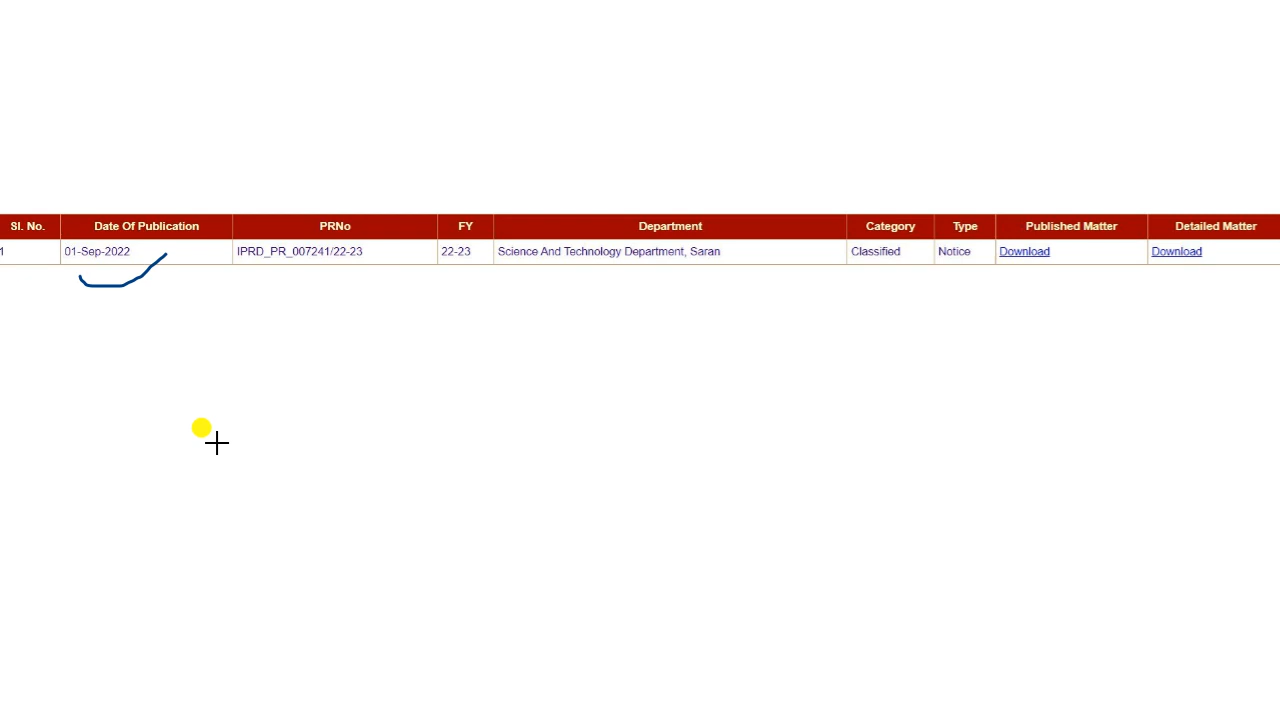 Sl. No. Date Of Publication PRNo FY Department Category Type Published Matter Detailed Matter
1 01-Sep-2022 IPRD_PR_007241/22-23 22-23 Science And Technology Department, Saran Classified Notice Download Download